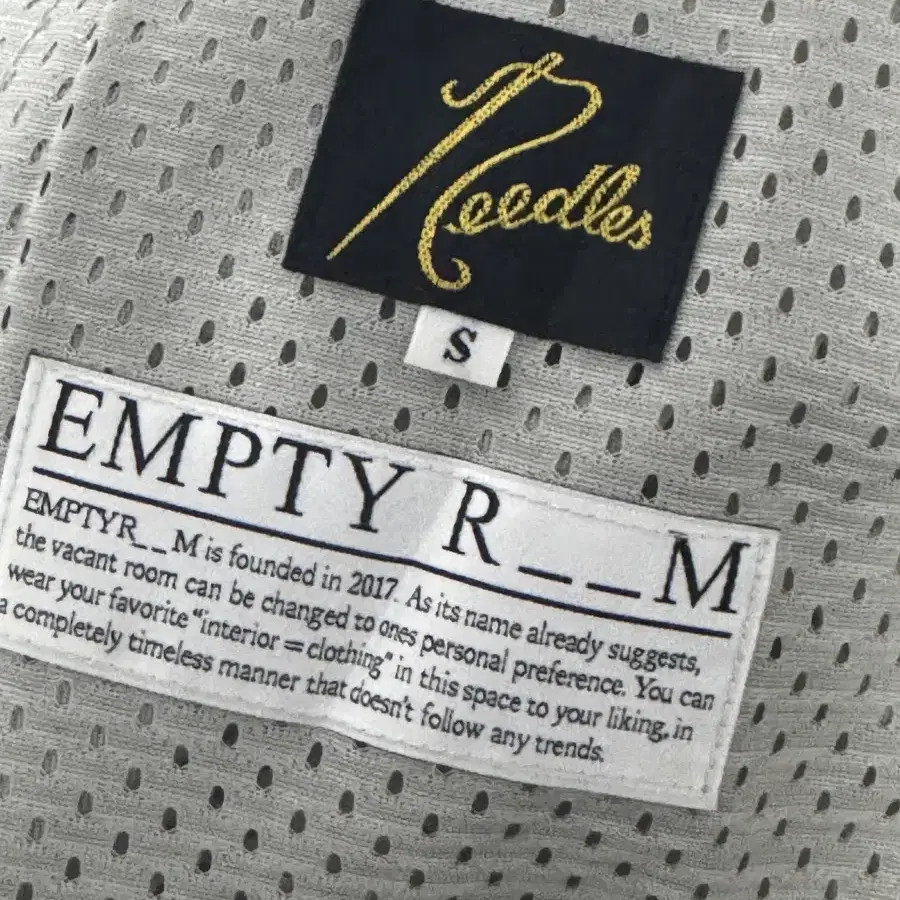 Needles
S
EMPTY R__M
EMPTYR__M is founded in 2017. As its name already suggests,
the vacant room can be changed to ones personal preference. You can
wear your favorite “interior = clothing” in this space to your liking, in
a completely timeless manner that doesn't follow any trends.